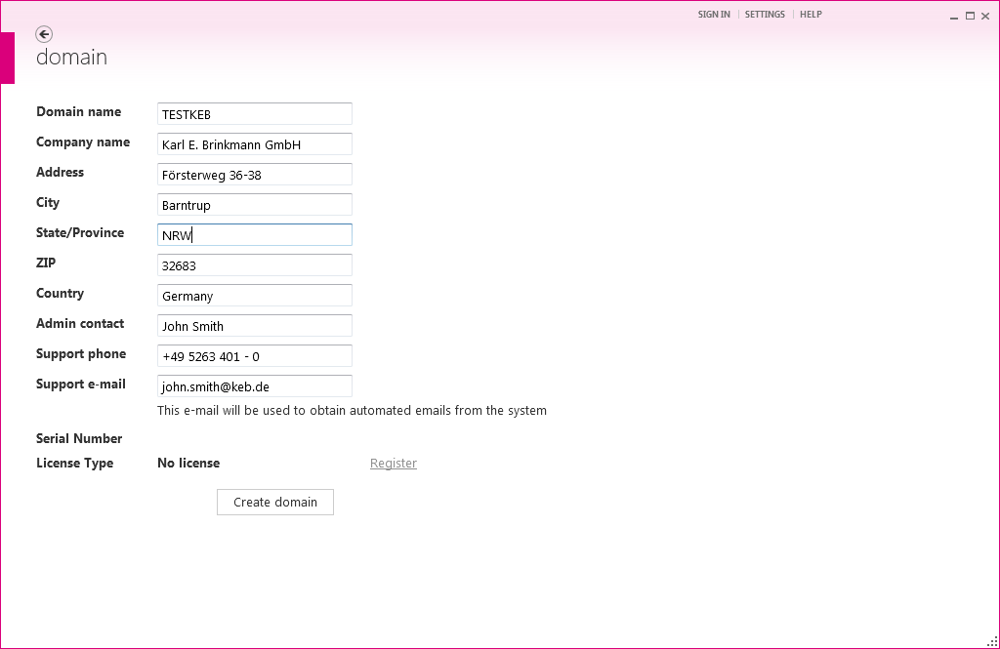 SIGN IN SETTINGS HELP
domain
Domain name TESTKEB
Company name Karl E. Brinkmann GmbH
Address Försterweg 36-38
City Barntrup
State/Province NRW
ZIP 32683
Country Germany
Admin contact John Smith
Support phone +49 5263 401 - 0
Support e-mail john.smith@keb.de
This e-mail will be used to obtain automated emails from the system
Serial Number
License Type No license Register
Create domain